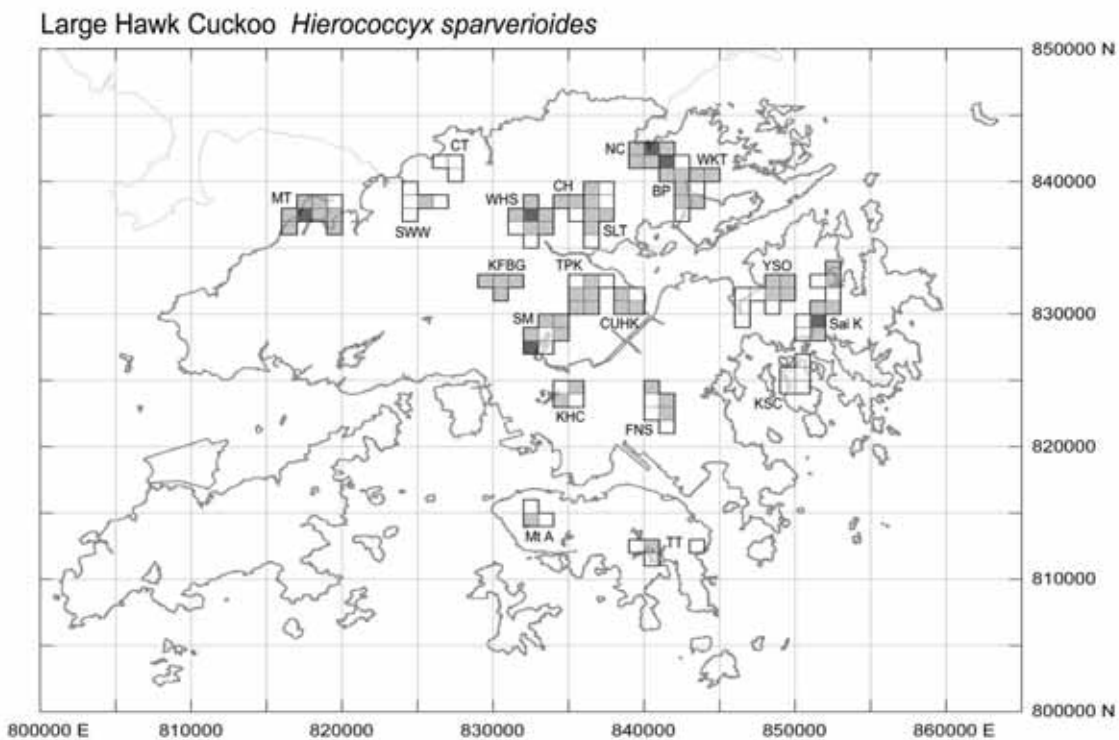 Large Hawk Cuckoo Hierococcyx sparverioides
850000 N
CT
NC
WKT
840000
MT
WHS
CH
BP
SWW
SLT
KFBG
TPK
YSO
830000
SM
CUHK
Sai K
KHC
FNS
KSC
820000
Mt A
TT
810000
800000 N
800000 E 810000 820000 830000 840000 850000 860000